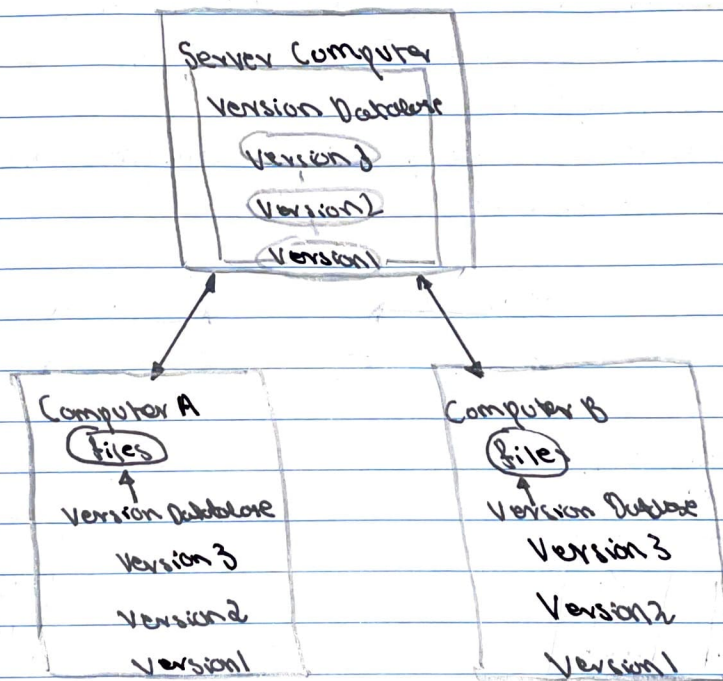 Server Computer
Version Database
Version 3
Version 2
Version 1
Computer A
files
Version Database
Version 3
Version 2
Version 1
Computer B
file
Version Database
Version 3
Version 2
Version 1